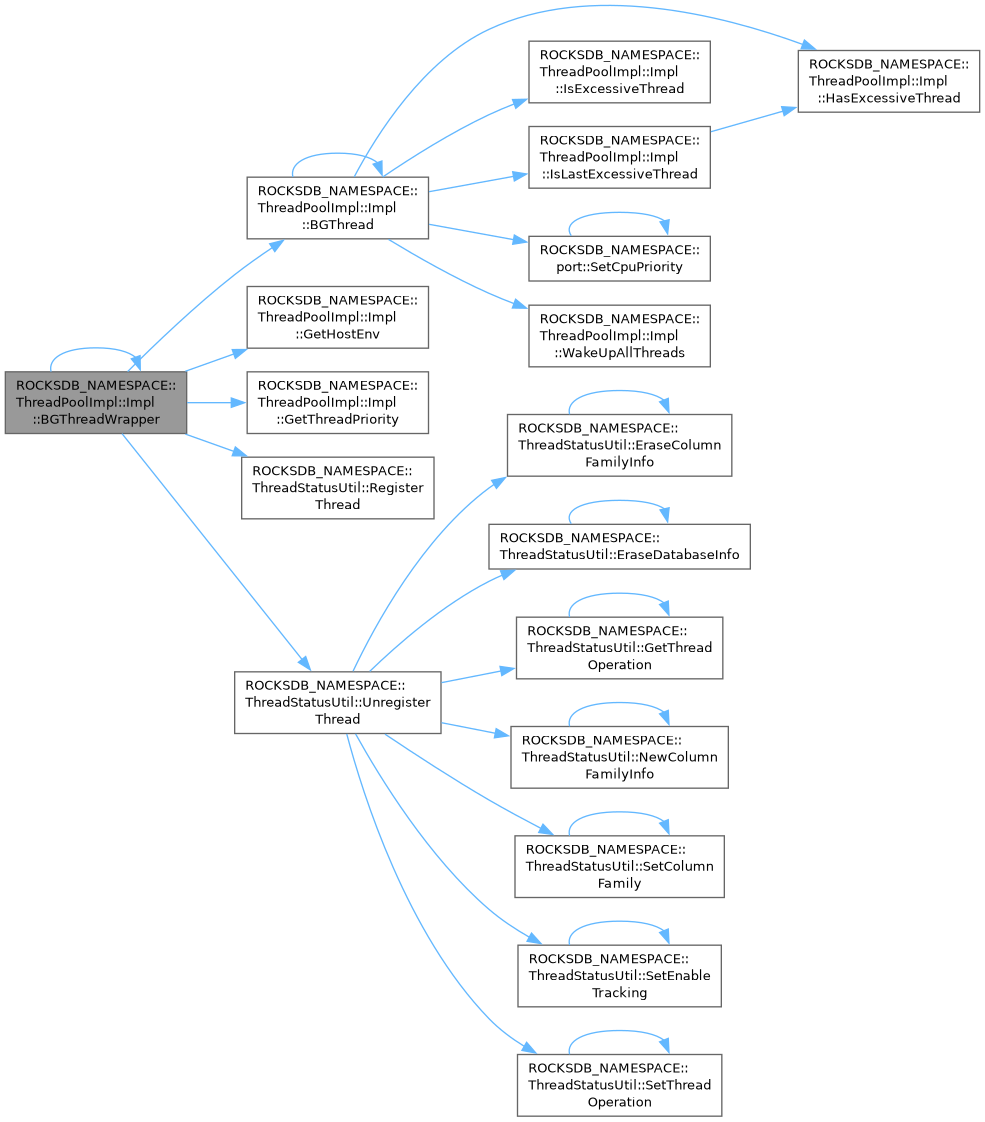 ROCKSDB_NAMESPACE::
ThreadPoolImpl::Impl
::BGThreadWrapper
ROCKSDB_NAMESPACE::
ThreadPoolImpl::Impl
::BGThread
ROCKSDB_NAMESPACE::
ThreadPoolImpl::Impl
::GetHostEnv
ROCKSDB_NAMESPACE::
ThreadPoolImpl::Impl
::GetThreadPriority
ROCKSDB_NAMESPACE::
ThreadStatusUtil::Register
Thread
ROCKSDB_NAMESPACE::
ThreadStatusUtil::Unregister
Thread
ROCKSDB_NAMESPACE::
ThreadPoolImpl::Impl
::IsExcessiveThread
ROCKSDB_NAMESPACE::
ThreadPoolImpl::Impl
::IsLastExcessiveThread
ROCKSDB_NAMESPACE::
port::SetCpuPriority
ROCKSDB_NAMESPACE::
ThreadPoolImpl::Impl
::WakeUpAllThreads
ROCKSDB_NAMESPACE::
ThreadStatusUtil::EraseColumn
FamilyInfo
ROCKSDB_NAMESPACE::
ThreadStatusUtil::EraseDatabaseInfo
ROCKSDB_NAMESPACE::
ThreadStatusUtil::GetThread
Operation
ROCKSDB_NAMESPACE::
ThreadStatusUtil::NewColumn
FamilyInfo
ROCKSDB_NAMESPACE::
ThreadStatusUtil::SetColumn
Family
ROCKSDB_NAMESPACE::
ThreadStatusUtil::SetEnable
Tracking
ROCKSDB_NAMESPACE::
ThreadStatusUtil::SetThread
Operation
ROCKSDB_NAMESPACE::
ThreadPoolImpl::Impl
::HasExcessiveThread